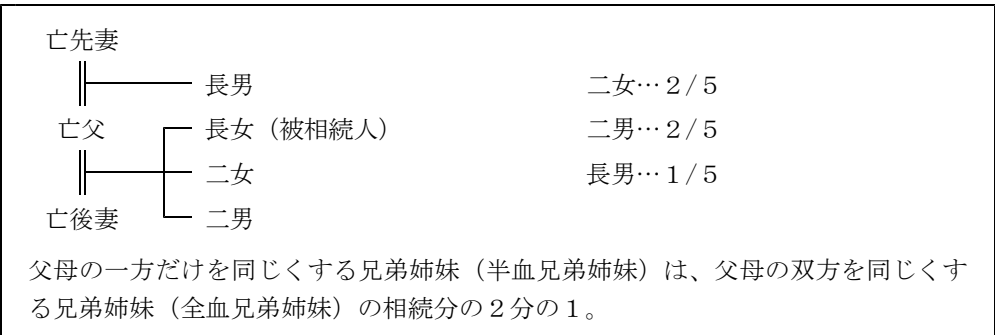 亡先妻
長男 二女…２/５
亡父 長女（被相続人） 二男…２/５
二女 長男…１/５
亡後妻 二男
父母の一方だけを同じくする兄弟姉妹（半血兄弟姉妹）は、父母の双方を同じくす
る兄弟姉妹（全血兄弟姉妹）の相続分の２分の１。